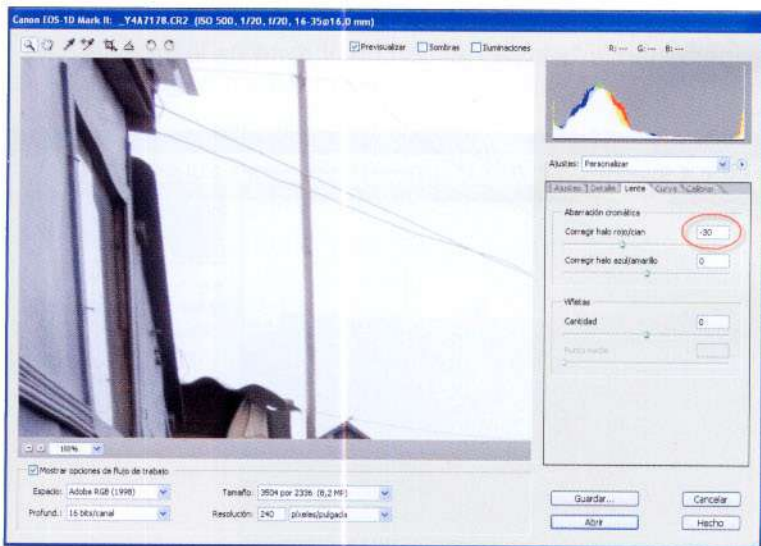 Canon EOS-1D Mark II: _Y4A7178.CR2 (ISO 500, 1/20, f/20, 16-35@16,0 mm)
Previsualizar Sombras Iluminaciones
R: --- G: --- B: ---
Ajustes: Personalizar
Ajustes Detalle Lente Curva Calibrar
Aberración cromática
Corregir halo rojo/cian -30
Corregir halo azul/amarillo 0
Viñetas
Cantidad 0
Punto medio
100%
Mostrar opciones de flujo de trabajo
Espacio: Adobe RGB (1998) Tamaño: 3504 por 2336 (8,2 MP)
Profund.: 16 bits/canal Resolución: 240 píxeles/pulgada
Guardar... Cancelar
Abrir Hecho